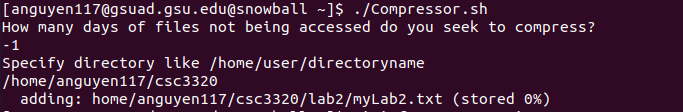 [anguyen117@gsuad.gsu.edu@snowball ~]$ ./Compressor.sh
How many days of files not being accessed do you seek to compress?
-1
Specify directory like /home/user/directoryname
/home/anguyen117/csc3320
  adding: home/anguyen117/csc3320/lab2/myLab2.txt (stored 0%)